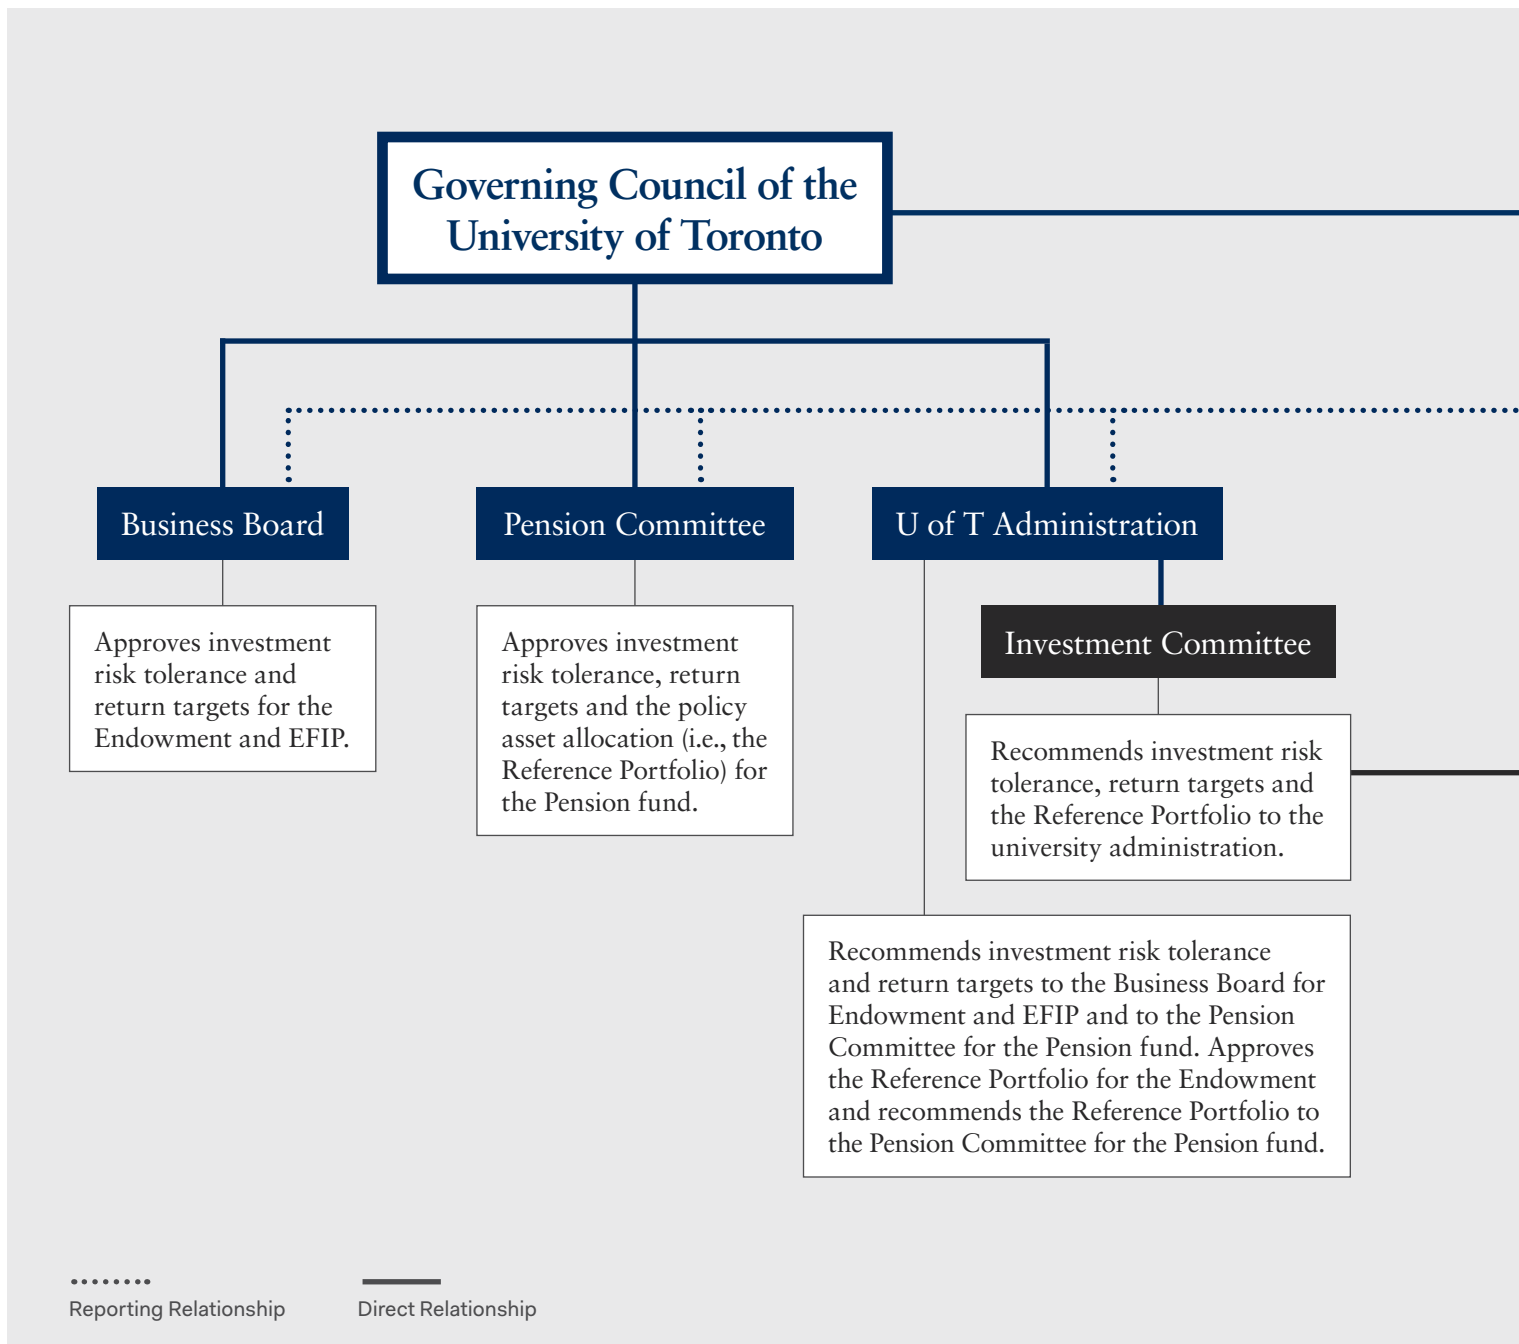 Governing Council of the
University of Toronto
Business Board
Pension Committee
U of T Administration
Approves investment
risk tolerance and
return targets for the
Endowment and EFIP.
Approves investment
risk tolerance, return
targets and the policy
asset allocation (i.e., the
Reference Portfolio) for
the Pension fund.
Investment Committee
Recommends investment risk
tolerance, return targets and
the Reference Portfolio to the
university administration.
Recommends investment risk tolerance
and return targets to the Business Board for
Endowment and EFIP and to the Pension
Committee for the Pension fund. Approves
the Reference Portfolio for the Endowment
and recommends the Reference Portfolio to
the Pension Committee for the Pension fund.
Reporting Relationship
Direct Relationship